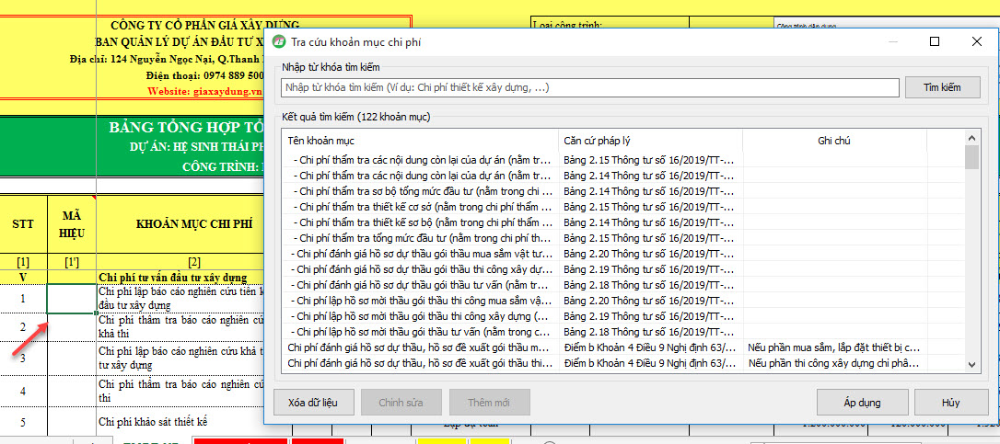 CÔNG TY CỔ PHẦN GIÁ XÂY DỰNG
BAN QUẢN LÝ DỰ ÁN ĐẦU TƯ X
Địa chỉ: 124 Nguyễn Ngọc Nại, Q.Thanh
Điện thoại: 0974 889 500
Website: giaxaydung.vn
Loại công trình:
Công trình dân dụng
BẢNG TỔNG HỢP TỔ
DỰ ÁN: HỆ SINH THÁI PH
CÔNG TRÌNH:
STT
MÃ HIỆU
KHOẢN MỤC CHI PHÍ
[1] [1'] [2]
V Chi phí tư vấn đầu tư xây dựng
1 Chi phí lập báo cáo nghiên cứu tiền k
đầu tư xây dựng
2 Chi phí thẩm tra báo cáo nghiên cứ
khả thi
3 Chi phí lập báo cáo nghiên cứu khả t
tư xây dựng
4 Chi phí thẩm tra báo cáo nghiên cứ
thi
5 Chi phí khảo sát thiết kế
Lập dự toán
Tra cứu khoản mục chi phí
Nhập từ khóa tìm kiếm
Nhập từ khóa tìm kiếm (Ví dụ: Chi phí thiết kế xây dựng, ...)
Tìm kiếm
Kết quả tìm kiếm (122 khoản mục)
Tên khoản mục Căn cứ pháp lý Ghi chú
- Chi phí thẩm tra các nội dung còn lại của dự án (nằm tr... Bảng 2.15 Thông tư số 16/2019/TT-...
- Chi phí thẩm tra các nội dung còn lại của dự án (nằm tr... Bảng 2.14 Thông tư số 16/2019/TT-...
- Chi phí thẩm tra sơ bộ tổng mức đầu tư (nằm trong chi ... Bảng 2.14 Thông tư số 16/2019/TT-...
- Chi phí thẩm tra thiết kế cơ sở (nằm trong chi phí thẩm ... Bảng 2.15 Thông tư số 16/2019/TT-...
- Chi phí thẩm tra thiết kế sơ bộ (nằm trong chi phí thẩm ... Bảng 2.14 Thông tư số 16/2019/TT-...
- Chi phí thẩm tra tổng mức đầu tư (nằm trong chi phí th... Bảng 2.15 Thông tư số 16/2019/TT-...
- Chi phí đánh giá hồ sơ dự thầu gói thầu mua sắm vật tư... Bảng 2.20 Thông tư số 16/2019/TT-...
- Chi phí đánh giá hồ sơ dự thầu gói thầu thi công xây dự... Bảng 2.19 Thông tư số 16/2019/TT-...
- Chi phí đánh giá hồ sơ dự thầu gói thầu tư vấn (nằm tr... Bảng 2.18 Thông tư số 16/2019/TT-...
- Chi phí lập hồ sơ mời thầu gói thầu thi công mua sắm vậ... Bảng 2.20 Thông tư số 16/2019/TT-...
- Chi phí lập hồ sơ mời thầu gói thầu thi công xây dựng (... Bảng 2.19 Thông tư số 16/2019/TT-...
- Chi phí lập hồ sơ mời thầu gói thầu tư vấn (nằm trong c... Bảng 2.18 Thông tư số 16/2019/TT-...
Chi phí đánh giá hồ sơ dự thầu, hồ sơ đề xuất gói thầu m... Điểm b Khoản 4 Điều 9 Nghị định 63/... Nếu phần mua sắm, lắp đặt thiết bị c...
Chi phí đánh giá hồ sơ dự thầu, hồ sơ đề xuất gói thầu thi... Điểm b Khoản 4 Điều 9 Nghị định 63/... Nếu phần thi công xây dựng chi phâ...
Xóa dữ liệu Chỉnh sửa Thêm mới Áp dụng Hủy